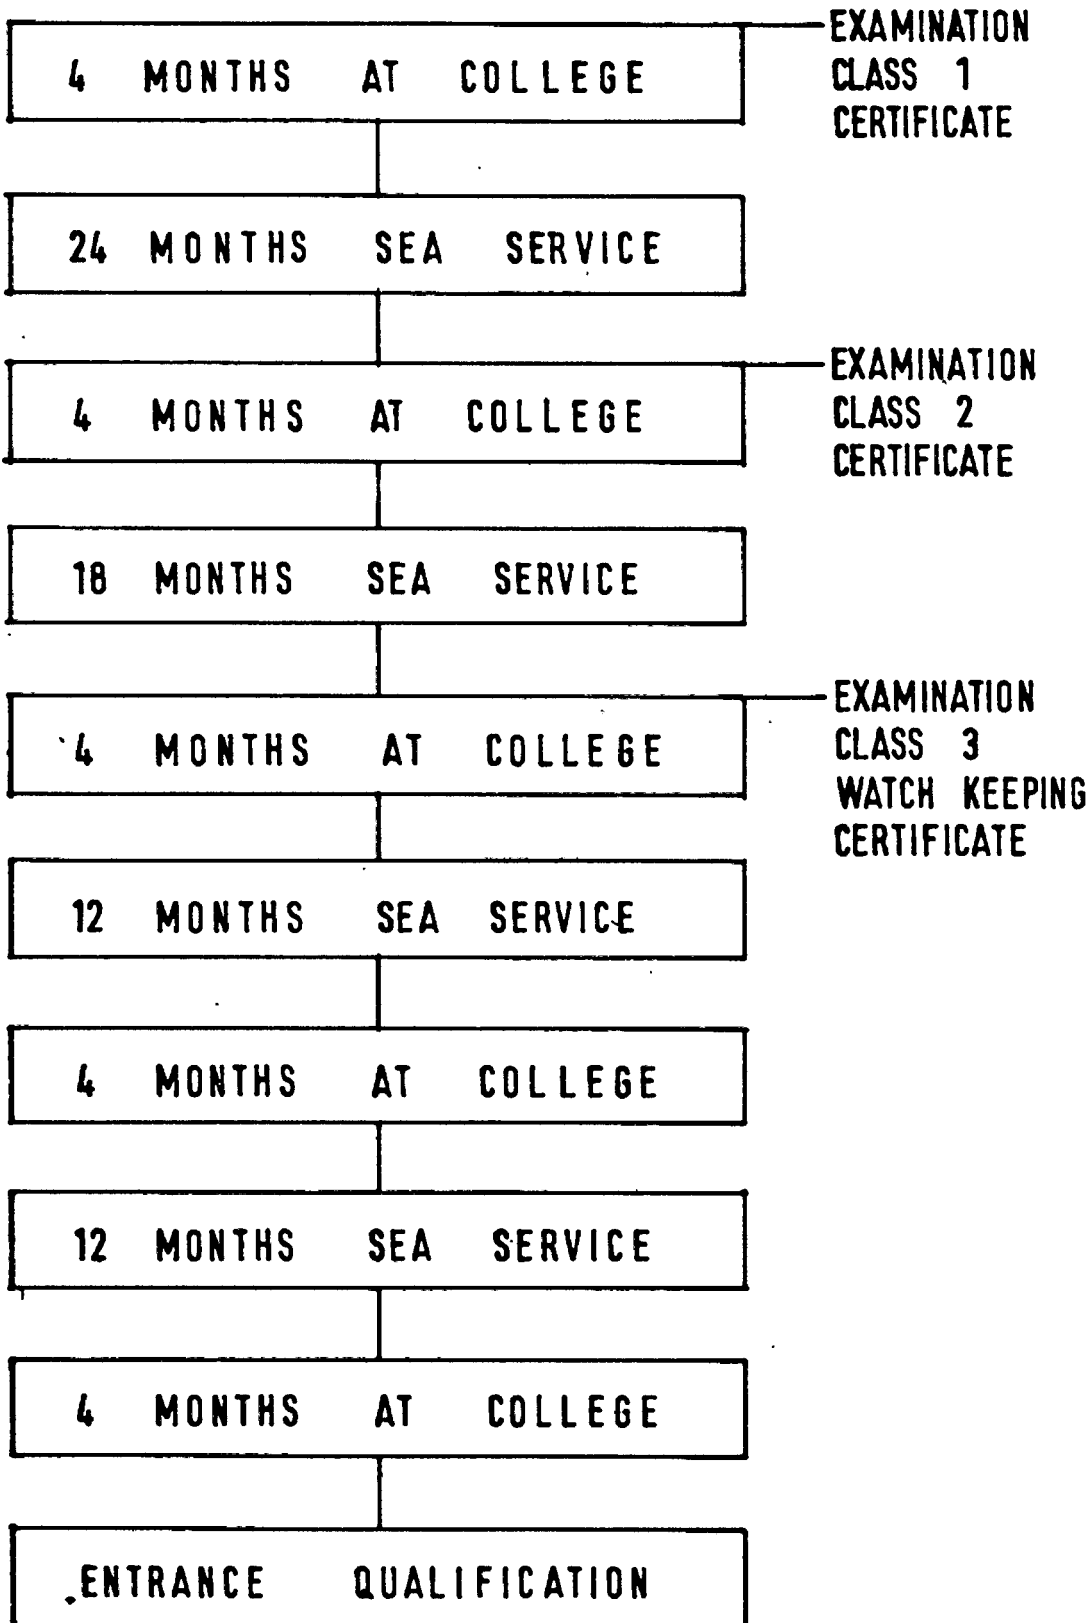 4 MONTHS AT COLLEGE
EXAMINATION
CLASS 1
CERTIFICATE
24 MONTHS SEA SERVICE
4 MONTHS AT COLLEGE
EXAMINATION
CLASS 2
CERTIFICATE
18 MONTHS SEA SERVICE
4 MONTHS AT COLLEGE
EXAMINATION
CLASS 3
WATCH KEEPING
CERTIFICATE
12 MONTHS SEA SERVICE
4 MONTHS AT COLLEGE
12 MONTHS SEA SERVICE
4 MONTHS AT COLLEGE
ENTRANCE QUALIFICATION